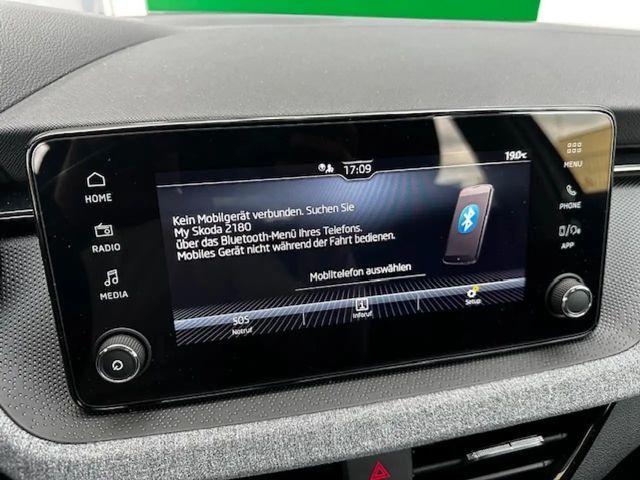 17:09
19.0°C
HOME
RADIO
MEDIA
Kein Mobilgerät verbunden. Suchen Sie
My Skoda 2180
über das Bluetooth-Menü Ihres Telefons.
Mobiles Gerät nicht während der Fahrt bedienen.
Mobiltelefon auswählen
SOS
Notruf
Inforuf
Setup
MENU
PHONE
APP